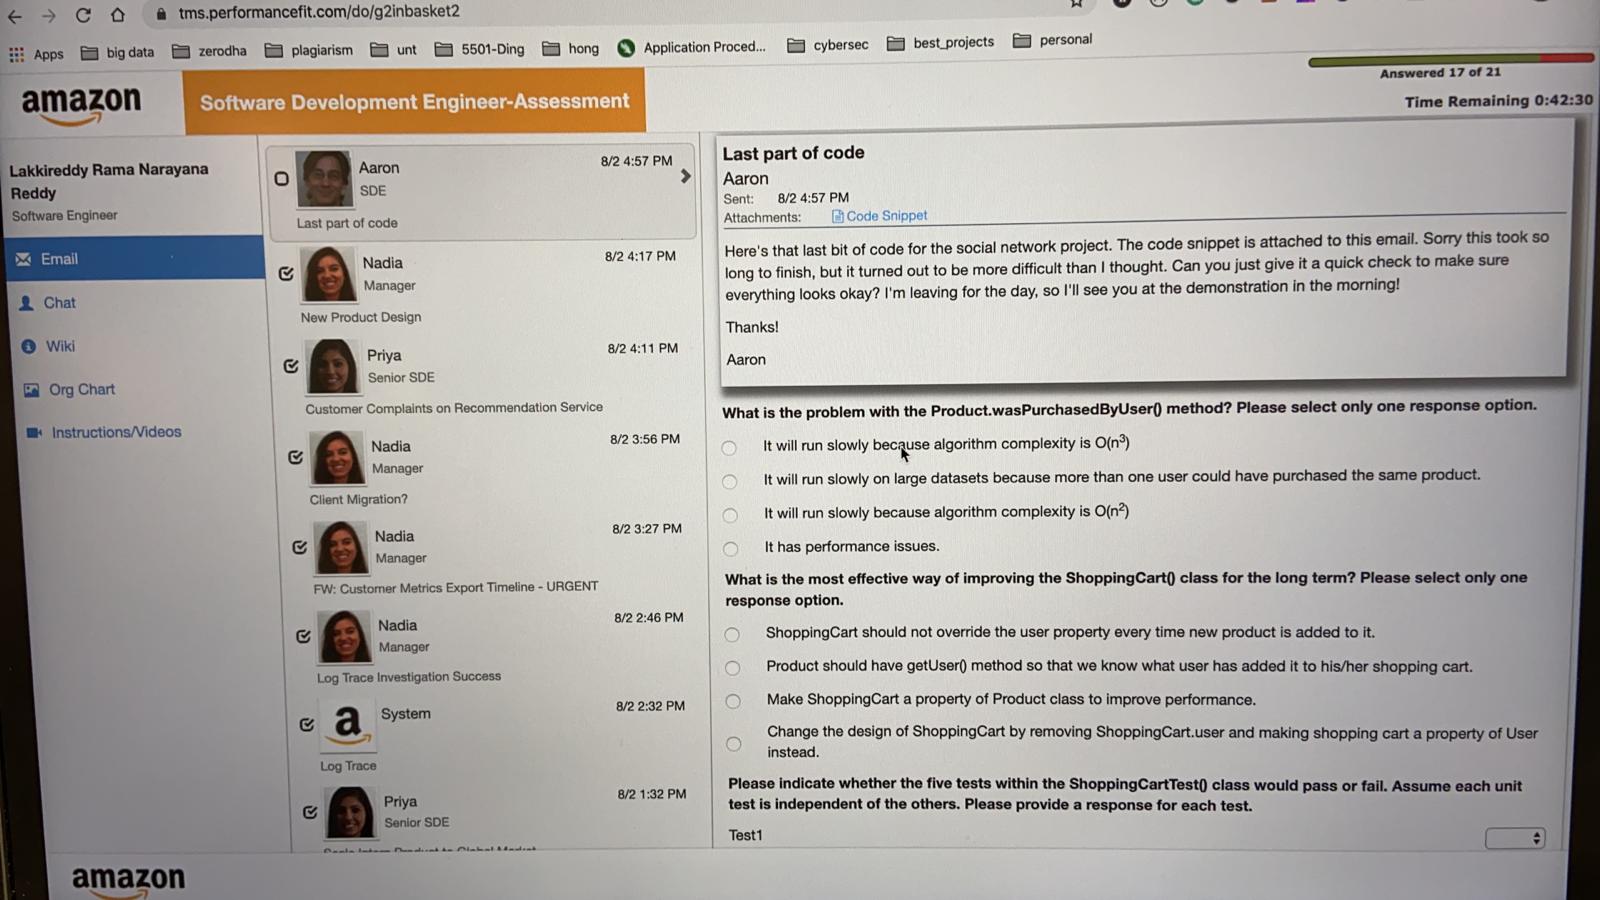 tms.performancefit.com/do/g2inbasket2
Apps
big data
zerodha
plagiarism
unt
5501-Ding
hong
Application Proced...
cybersec
best_projects
personal
amazon
Software Development Engineer-Assessment
Answered 17 of 21
Time Remaining 0:42:30
Lakkireddy Rama Narayana
Reddy
Software Engineer
Email
Chat
Wiki
Org Chart
Instructions/Videos
Aaron
8/2 4:57 PM
SDE
Last part of code
Nadia
8/2 4:17 PM
Manager
New Product Design
Priya
8/2 4:11 PM
Senior SDE
Customer Complaints on Recommendation Service
Nadia
8/2 3:56 PM
Manager
Client Migration?
Nadia
8/2 3:27 PM
Manager
FW: Customer Metrics Export Timeline - URGENT
Nadia
8/2 2:46 PM
Manager
Log Trace Investigation Success
a
System
8/2 2:32 PM
Log Trace
Priya
8/2 1:32 PM
Senior SDE
Last part of code
Aaron
Sent: 8/2 4:57 PM
Attachments: Code Snippet
Here's that last bit of code for the social network project. The code snippet is attached to this email. Sorry this took so
long to finish, but it turned out to be more difficult than I thought. Can you just give it a quick check to make sure
everything looks okay? I'm leaving for the day, so I'll see you at the demonstration in the morning!
Thanks!
Aaron
What is the problem with the Product.wasPurchasedByUser() method? Please select only one response option.
It will run slowly because algorithm complexity is O(n³)
It will run slowly on large datasets because more than one user could have purchased the same product.
It will run slowly because algorithm complexity is O(n²)
It has performance issues.
What is the most effective way of improving the ShoppingCart() class for the long term? Please select only one
response option.
ShoppingCart should not override the user property every time new product is added to it.
Product should have getUser() method so that we know what user has added it to his/her shopping cart.
Make ShoppingCart a property of Product class to improve performance.
Change the design of ShoppingCart by removing ShoppingCart.user and making shopping cart a property of User
instead.
Please indicate whether the five tests within the ShoppingCartTest() class would pass or fail. Assume each unit
test is independent of the others. Please provide a response for each test.
Test1
amazon